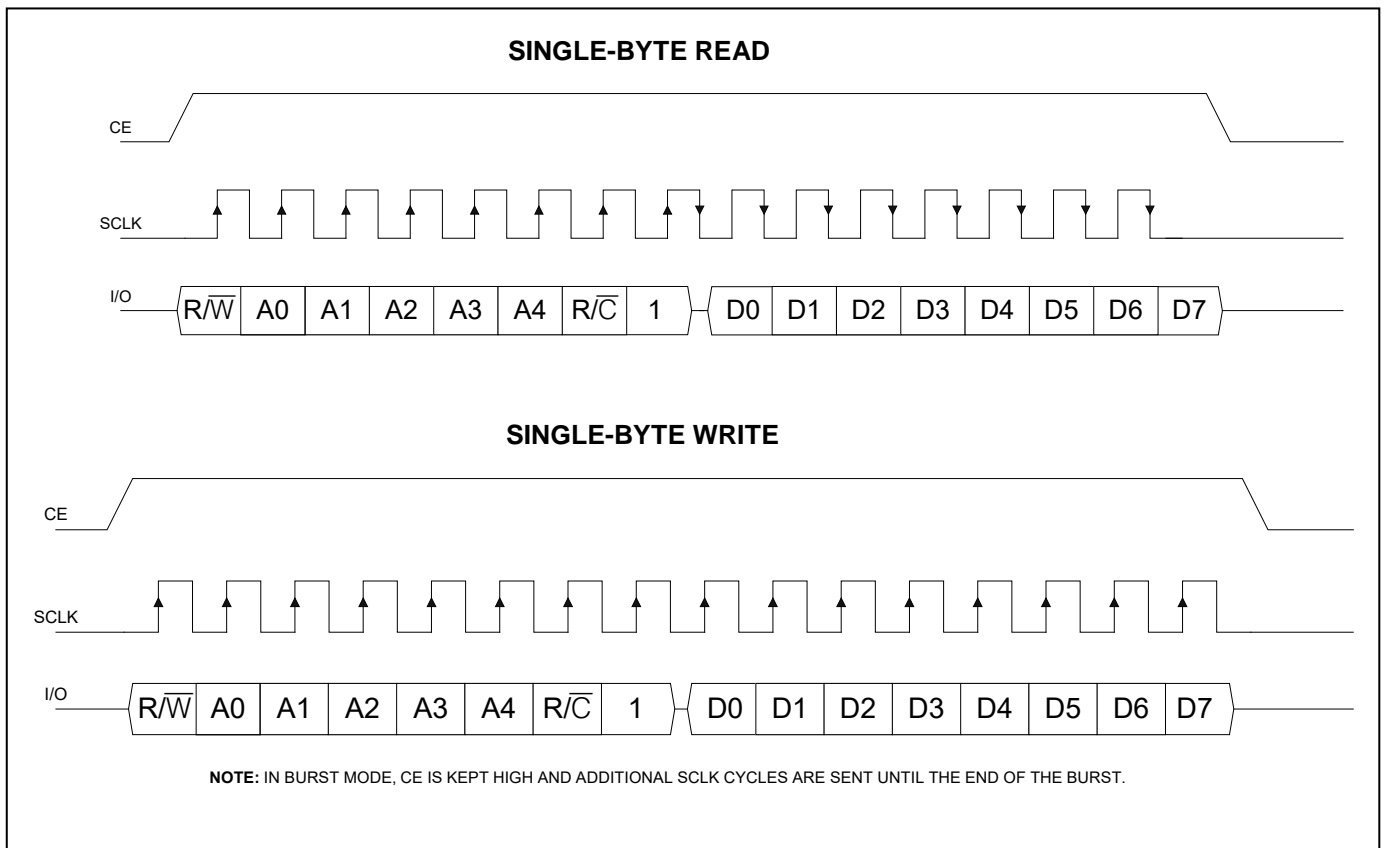 SINGLE-BYTE READ
CE
SCLK
I/O R/W̅ A0 A1 A2 A3 A4 R/C̅ 1 D0 D1 D2 D3 D4 D5 D6 D7
SINGLE-BYTE WRITE
CE
SCLK
I/O R/W̅ A0 A1 A2 A3 A4 R/C̅ 1 D0 D1 D2 D3 D4 D5 D6 D7
NOTE: IN BURST MODE, CE IS KEPT HIGH AND ADDITIONAL SCLK CYCLES ARE SENT UNTIL THE END OF THE BURST.